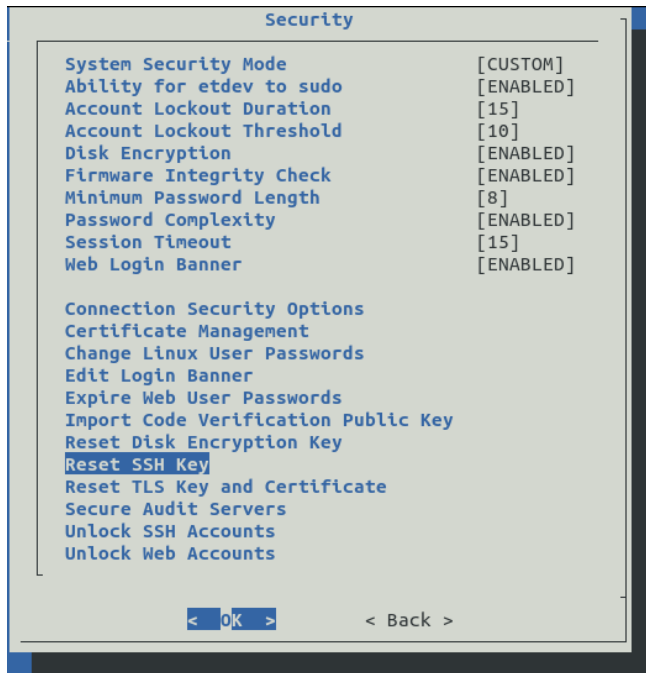 Security
System Security Mode [CUSTOM]
Ability for etdev to sudo [ENABLED]
Account Lockout Duration [15]
Account Lockout Threshold [10]
Disk Encryption [ENABLED]
Firmware Integrity Check [ENABLED]
Minimum Password Length [8]
Password Complexity [ENABLED]
Session Timeout [15]
Web Login Banner [ENABLED]
Connection Security Options
Certificate Management
Change Linux User Passwords
Edit Login Banner
Expire Web User Passwords
Import Code Verification Public Key
Reset Disk Encryption Key
Reset SSH Key
Reset TLS Key and Certificate
Secure Audit Servers
Unlock SSH Accounts
Unlock Web Accounts
< OK > < Back >